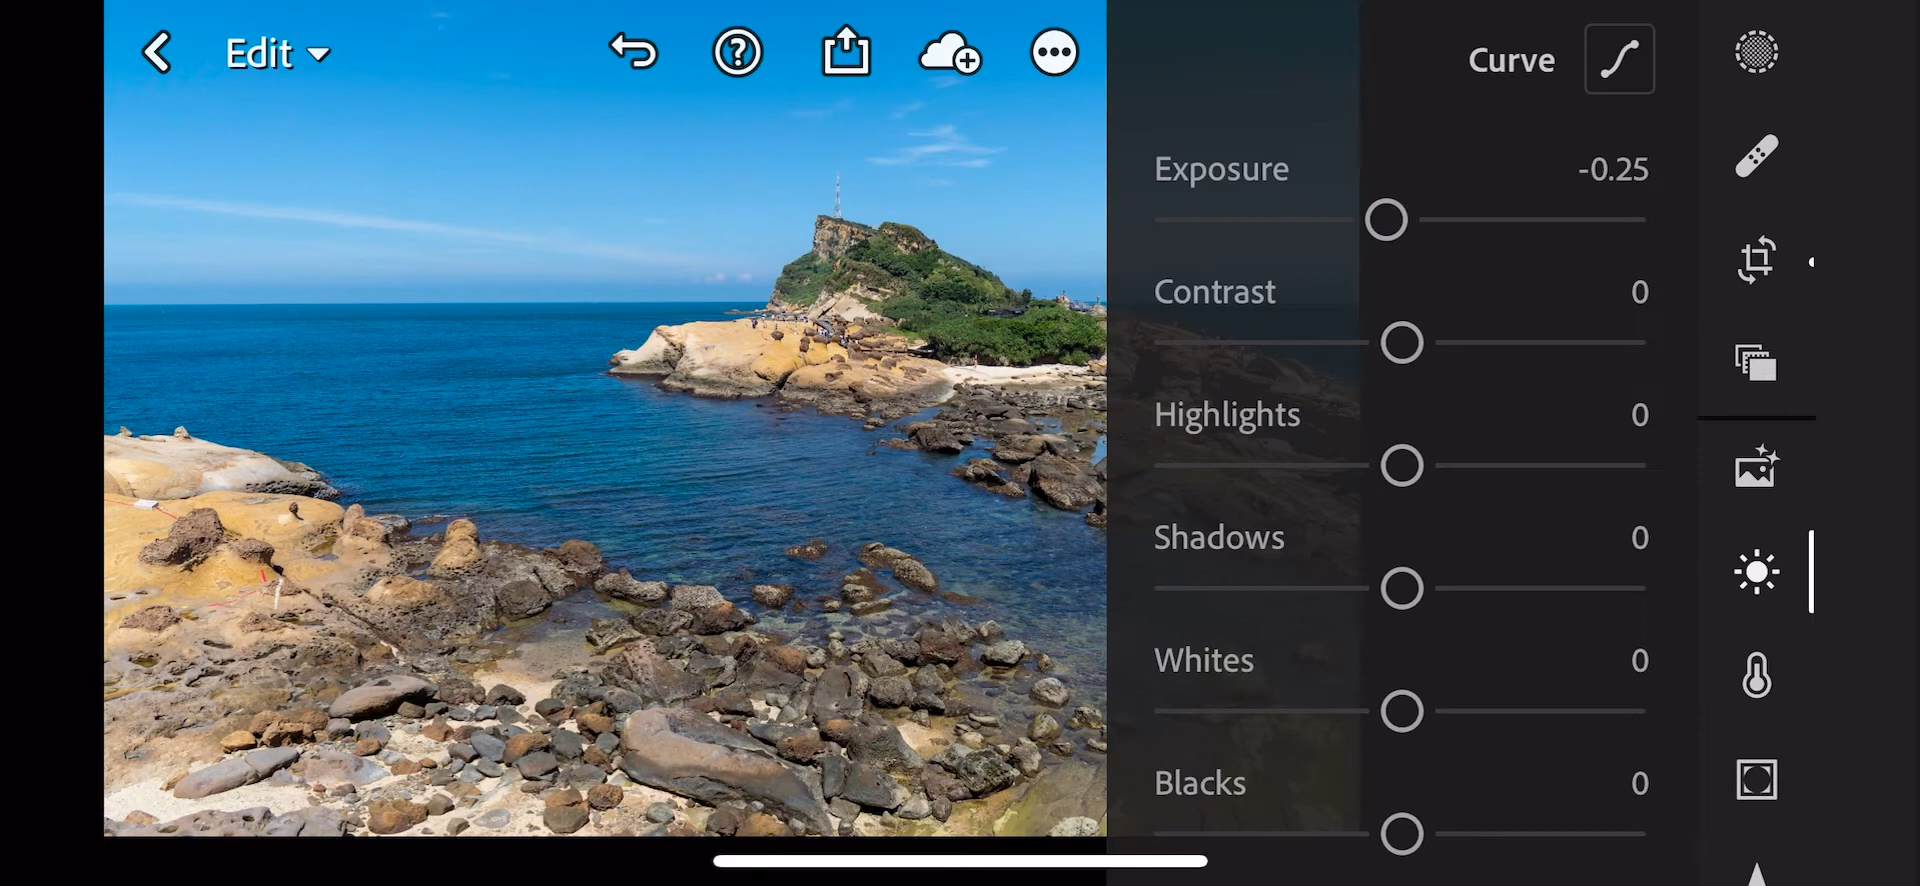 Edit
Curve
Exposure -0.25
Contrast 0
Highlights 0
Shadows 0
Whites 0
Blacks 0